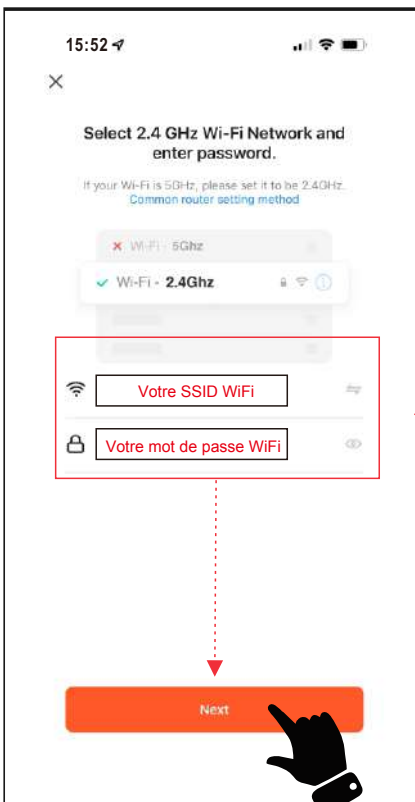 15:52
Select 2.4 GHz Wi-Fi Network and
enter password.
If your Wi-Fi is 5GHz, please set it to be 2.4GHz.
Common router setting method
Wi-Fi - 5Ghz
Wi-Fi - 2.4Ghz
Votre SSID WiFi
Votre mot de passe WiFi
Next